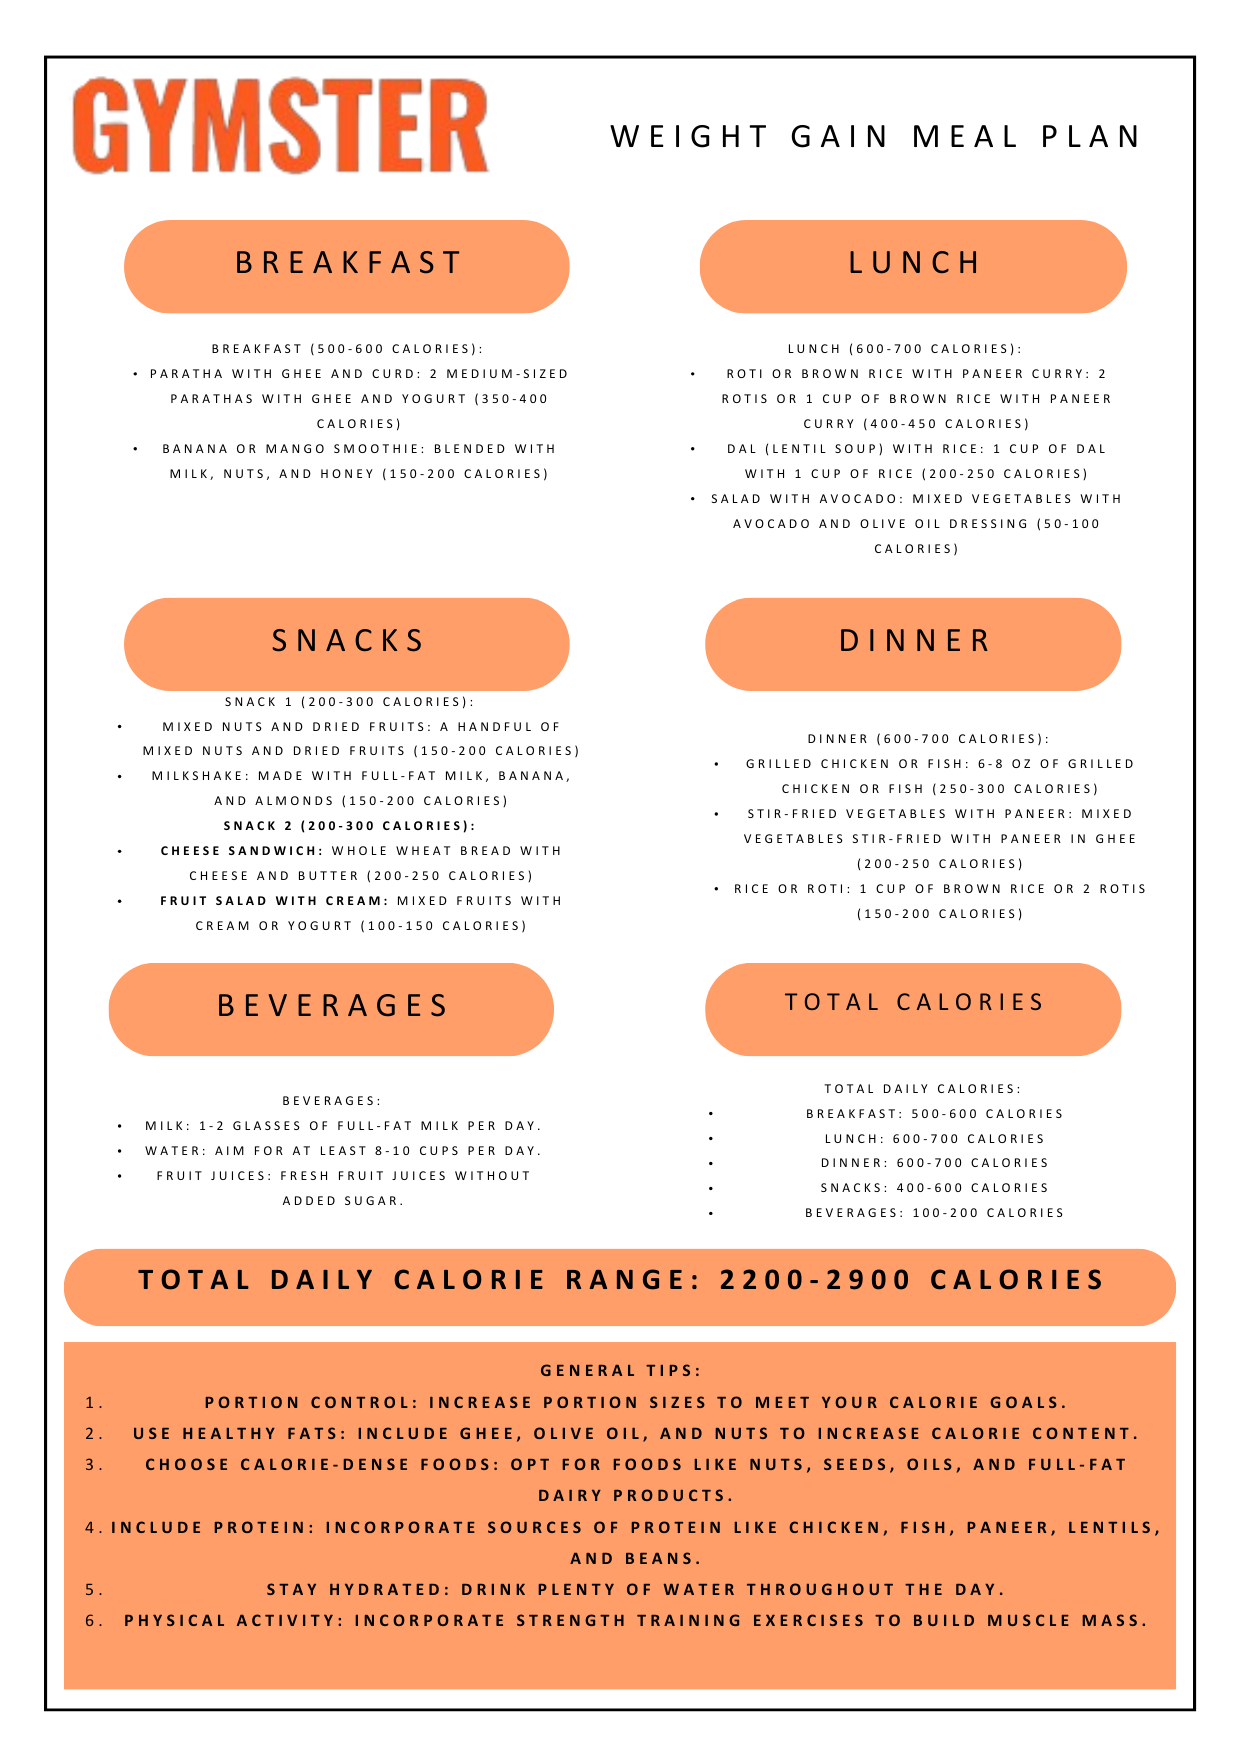 GYMSTER
WEIGHT GAIN MEAL PLAN
BREAKFAST
BREAKFAST (500-600 CALORIES):
• PARATHA WITH GHEE AND CURD: 2 MEDIUM-SIZED
PARATHAS WITH GHEE AND YOGURT (350-400
CALORIES)
• BANANA OR MANGO SMOOTHIE: BLENDED WITH
MILK, NUTS, AND HONEY (150-200 CALORIES)
LUNCH
LUNCH (600-700 CALORIES):
• ROTI OR BROWN RICE WITH PANEER CURRY: 2
ROTIS OR 1 CUP OF BROWN RICE WITH PANEER
CURRY (400-450 CALORIES)
• DAL (LENTIL SOUP) WITH RICE: 1 CUP OF DAL
WITH 1 CUP OF RICE (200-250 CALORIES)
• SALAD WITH AVOCADO: MIXED VEGETABLES WITH
AVOCADO AND OLIVE OIL DRESSING (50-100
CALORIES)
SNACKS
SNACK 1 (200-300 CALORIES):
• MIXED NUTS AND DRIED FRUITS: A HANDFUL OF
MIXED NUTS AND DRIED FRUITS (150-200 CALORIES)
• MILKSHAKE: MADE WITH FULL-FAT MILK, BANANA,
AND ALMONDS (150-200 CALORIES)
SNACK 2 (200-300 CALORIES):
• CHEESE SANDWICH: WHOLE WHEAT BREAD WITH
CHEESE AND BUTTER (200-250 CALORIES)
• FRUIT SALAD WITH CREAM: MIXED FRUITS WITH
CREAM OR YOGURT (100-150 CALORIES)
DINNER
DINNER (600-700 CALORIES):
• GRILLED CHICKEN OR FISH: 6-8 OZ OF GRILLED
CHICKEN OR FISH (250-300 CALORIES)
• STIR-FRIED VEGETABLES WITH PANEER: MIXED
VEGETABLES STIR-FRIED WITH PANEER IN GHEE
(200-250 CALORIES)
• RICE OR ROTI: 1 CUP OF BROWN RICE OR 2 ROTIS
(150-200 CALORIES)
BEVERAGES
BEVERAGES:
• MILK: 1-2 GLASSES OF FULL-FAT MILK PER DAY.
• WATER: AIM FOR AT LEAST 8-10 CUPS PER DAY.
• FRUIT JUICES: FRESH FRUIT JUICES WITHOUT
ADDED SUGAR.
TOTAL CALORIES
TOTAL DAILY CALORIES:
• BREAKFAST: 500-600 CALORIES
• LUNCH: 600-700 CALORIES
• DINNER: 600-700 CALORIES
• SNACKS: 400-600 CALORIES
• BEVERAGES: 100-200 CALORIES
TOTAL DAILY CALORIE RANGE: 2200-2900 CALORIES
GENERAL TIPS:
1. PORTION CONTROL: INCREASE PORTION SIZES TO MEET YOUR CALORIE GOALS.
2. USE HEALTHY FATS: INCLUDE GHEE, OLIVE OIL, AND NUTS TO INCREASE CALORIE CONTENT.
3. CHOOSE CALORIE-DENSE FOODS: OPT FOR FOODS LIKE NUTS, SEEDS, OILS, AND FULL-FAT
DAIRY PRODUCTS.
4. INCLUDE PROTEIN: INCORPORATE SOURCES OF PROTEIN LIKE CHICKEN, FISH, PANEER, LENTILS,
AND BEANS.
5. STAY HYDRATED: DRINK PLENTY OF WATER THROUGHOUT THE DAY.
6. PHYSICAL ACTIVITY: INCORPORATE STRENGTH TRAINING EXERCISES TO BUILD MUSCLE MASS.